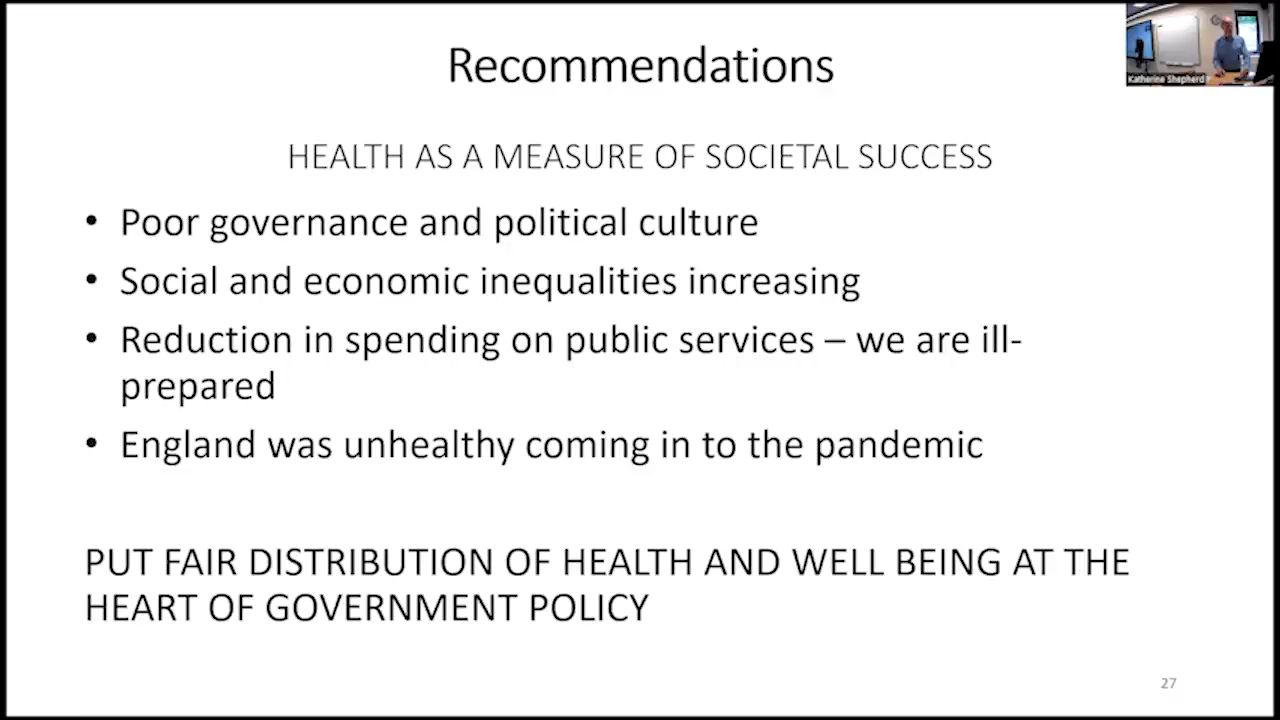 Recommendations
Katherine Shepherd
HEALTH AS A MEASURE OF SOCIETAL SUCCESS
• Poor governance and political culture
• Social and economic inequalities increasing
• Reduction in spending on public services – we are ill-
prepared
• England was unhealthy coming in to the pandemic
PUT FAIR DISTRIBUTION OF HEALTH AND WELL BEING AT THE
HEART OF GOVERNMENT POLICY
27